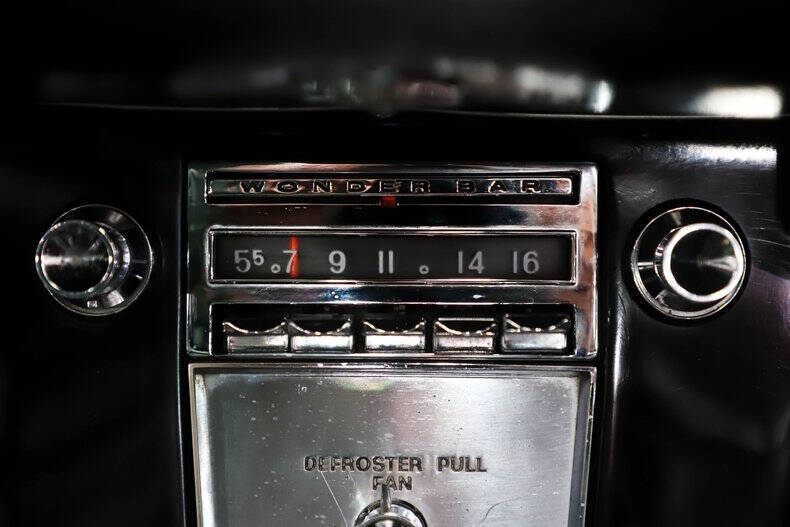 WONDER BAR
5⁵ 7 9 11 14 16
DEFROSTER PULL
FAN